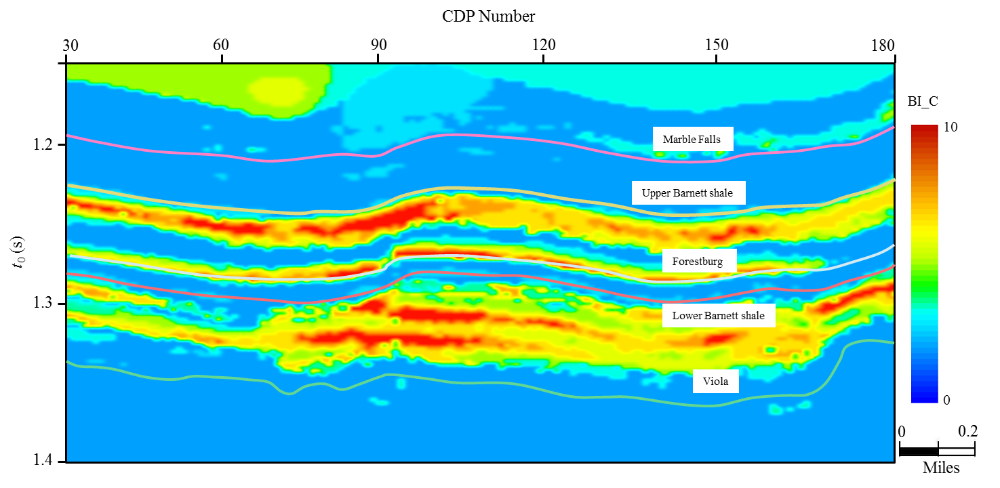 CDP Number
30 60 90 120 150 180
BI_C
10
Marble Falls
1.2
Upper Barnett shale
t0 (s)
Forestburg
1.3
Lower Barnett shale
Viola
0
0 0.2
1.4
Miles